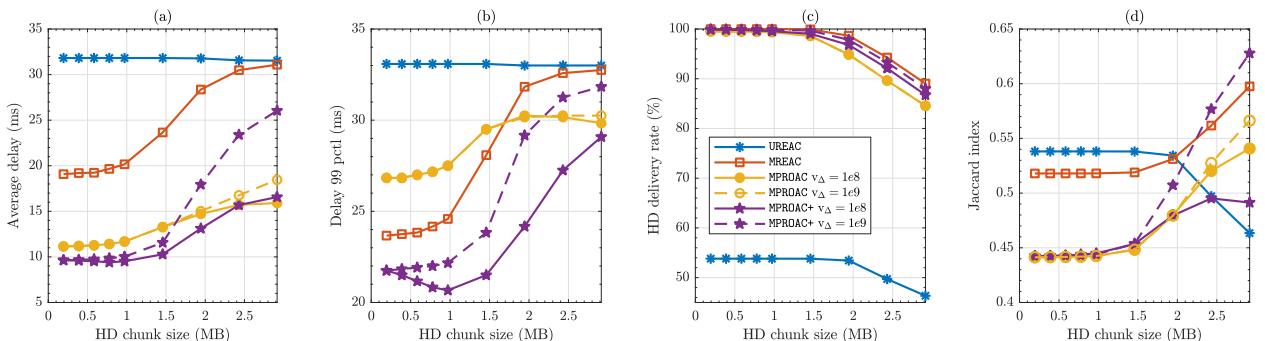 (a)
35
30
25
20
15
10
5
0
0.5
1
1.5
2
2.5
Average delay (ms)
HD chunk size (MB)
(b)
35
30
25
20
0
0.5
1
1.5
2
2.5
Delay 99 pctl (ms)
HD chunk size (MB)
(c)
100
90
80
70
60
50
0
0.5
1
1.5
2
2.5
HD delivery rate (%)
HD chunk size (MB)
UREAC
MREAC
MPROAC v_Δ = 1e8
MPROAC v_Δ = 1e9
MPROAC+ v_Δ = 1e8
MPROAC+ v_Δ = 1e9
(d)
0.65
0.6
0.55
0.5
0.45
0.4
0
0.5
1
1.5
2
2.5
Jaccard index
HD chunk size (MB)